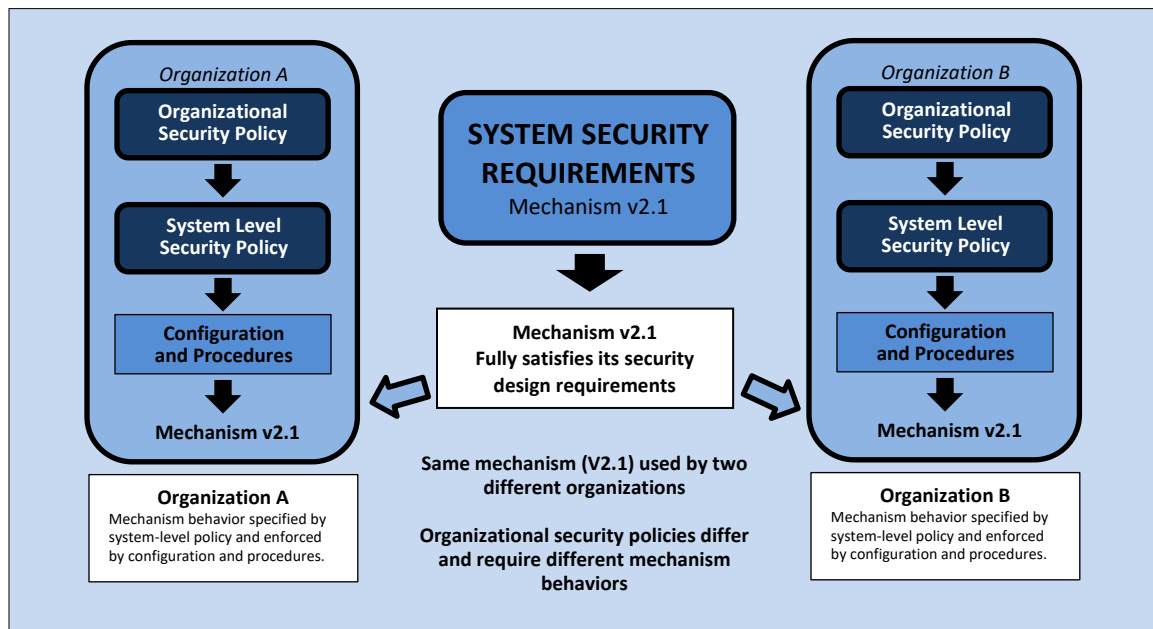 Organization A
Organizational
Security Policy
System Level
Security Policy
Configuration
and Procedures
Mechanism v2.1
Organization A
Mechanism behavior specified by
system-level policy and enforced
by configuration and procedures.
SYSTEM SECURITY
REQUIREMENTS
Mechanism v2.1
Mechanism v2.1
Fully satisfies its security
design requirements
Same mechanism (V2.1) used by two
different organizations
Organizational security policies differ
and require different mechanism
behaviors
Organization B
Organizational
Security Policy
System Level
Security Policy
Configuration
and Procedures
Mechanism v2.1
Organization B
Mechanism behavior specified by
system-level policy and enforced
by configuration and procedures.